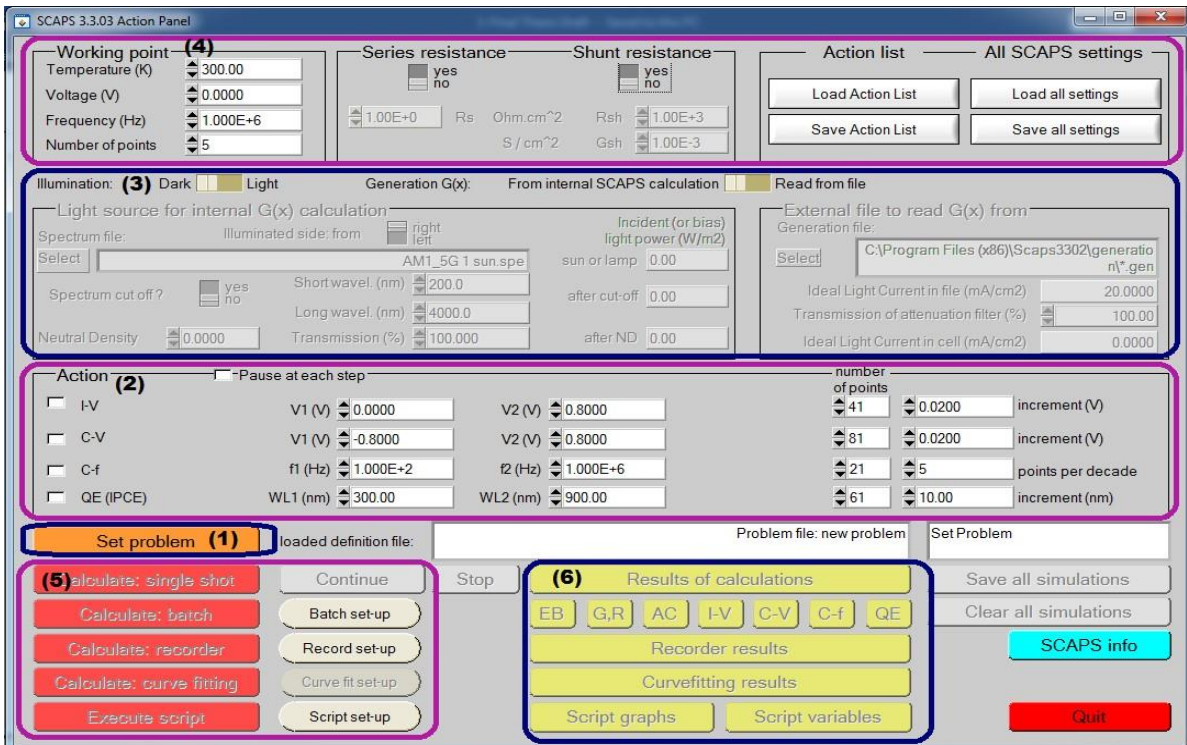 SCAPS 3.3.03 Action Panel
Working point (4)
Temperature (K) 300.00
Voltage (V) 0.0000
Frequency (Hz) 1.000E+6
Number of points 5
Series resistance
yes
no
Shunt resistance
yes
no
1.00E+0 Rs Ohm.cm^2 Rsh 1.00E+3
S / cm^2 Gsh 1.00E-3
Action list
Load Action List
Save Action List
All SCAPS settings
Load all settings
Save all settings
Illumination: (3) Dark Light Generation G(x): From internal SCAPS calculation Read from file
Light source for internal G(x) calculation
Spectrum file: Illuminated side: from right
left
Incident (or bias)
light power (W/m2)
Select AM1_5G 1 sun.spe sun or lamp 0.00
Spectrum cut off ? yes
no
Short wavel. (nm) 200.0
Long wavel. (nm) 4000.0
after cut-off 0.00
Neutral Density 0.0000 Transmission (%) 100.000 after ND 0.00
External file to read G(x) from
Generation file:
Select C:\Program Files (x86)\Scaps3302\generatio
n\*.gen
Ideal Light Current in file (mA/cm2) 20.0000
Transmission of attenuation filter (%) 100.00
Ideal Light Current in cell (mA/cm2) 0.0000
Action (2) Pause at each step
number
of points
I-V V1 (V) 0.0000 V2 (V) 0.8000 41 0.0200 increment (V)
C-V V1 (V) -0.8000 V2 (V) 0.8000 81 0.0200 increment (V)
C-f f1 (Hz) 1.000E+2 f2 (Hz) 1.000E+6 21 5 points per decade
QE (IPCE) WL1 (nm) 300.00 WL2 (nm) 900.00 61 10.00 increment (nm)
Set problem (1) loaded definition file: Problem file: new problem Set Problem
(5) Calculate: single shot Continue Stop (6) Results of calculations Save all simulations
Calculate: batch Batch set-up EB G,R AC I-V C-V C-f QE Clear all simulations
Calculate: recorder Record set-up Recorder results SCAPS info
Calculate: curve fitting Curve fit set-up Curvefitting results
Execute script Script set-up Script graphs Script variables Quit